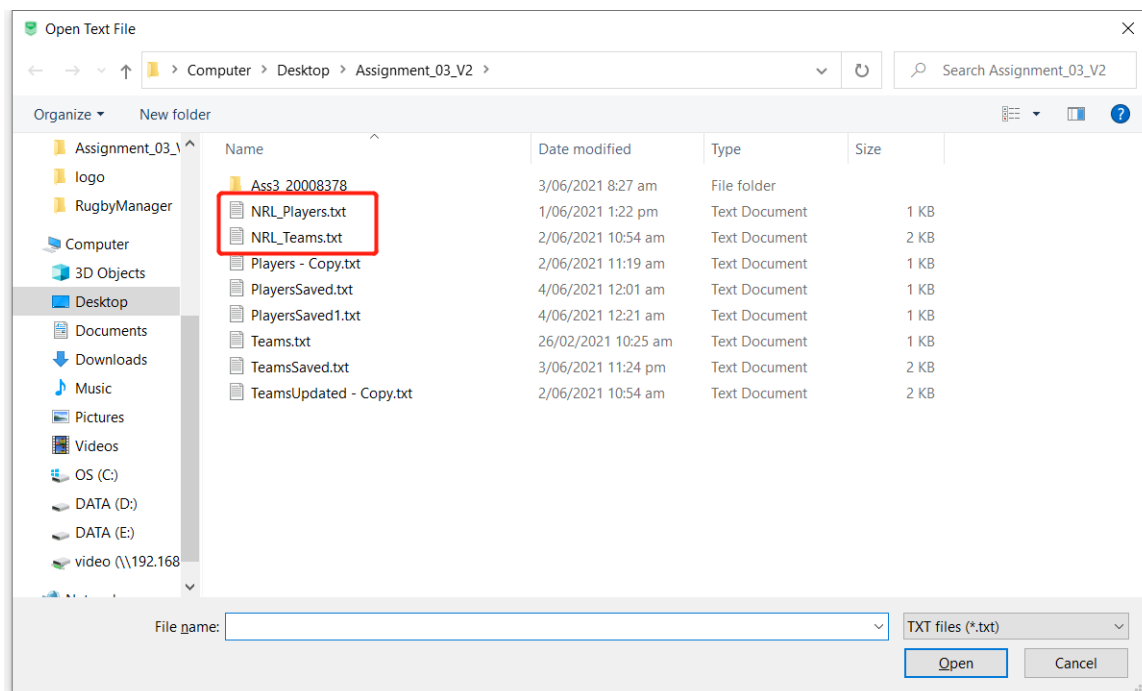 Open Text File
Computer > Desktop > Assignment_03_V2 >
Search Assignment_03_V2
Organize
New folder
Assignment_03_V
logo
RugbyManager
Computer
3D Objects
Desktop
Documents
Downloads
Music
Pictures
Videos
OS (C:)
DATA (D:)
DATA (E:)
video (\\192.168
Name Date modified Type Size
Ass3_20008378 3/06/2021 8:27 am File folder
NRL_Players.txt 1/06/2021 1:22 pm Text Document 1 KB
NRL_Teams.txt 2/06/2021 10:54 am Text Document 2 KB
Players - Copy.txt 2/06/2021 11:19 am Text Document 1 KB
PlayersSaved.txt 4/06/2021 12:01 am Text Document 1 KB
PlayersSaved1.txt 4/06/2021 12:21 am Text Document 1 KB
Teams.txt 26/02/2021 10:25 am Text Document 1 KB
TeamsSaved.txt 3/06/2021 11:24 pm Text Document 2 KB
TeamsUpdated - Copy.txt 2/06/2021 10:54 am Text Document 2 KB
File name:
TXT files (*.txt)
Open
Cancel